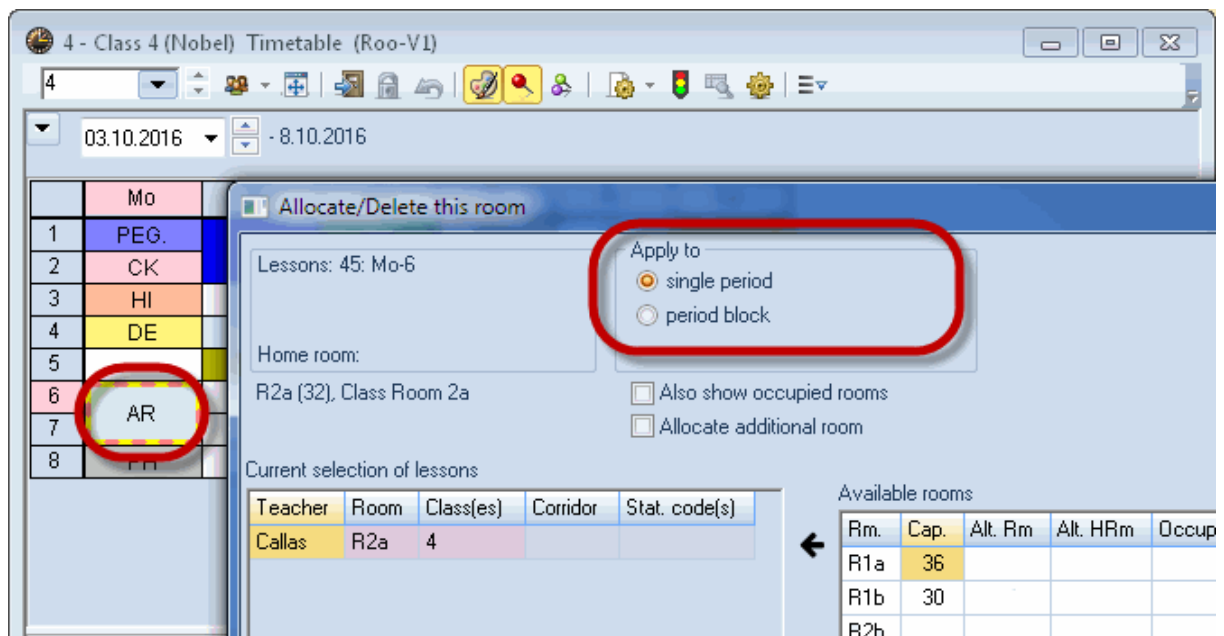 4 - Class 4 (Nobel) Timetable (Roo-V1)
4
03.10.2016 - 8.10.2016
Mo
1 PEG.
2 CK
3 HI
4 DE
5
6
AR
7
8
Allocate/Delete this room
Lessons: 45: Mo-6
Apply to
single period
period block
Home room:
R2a (32), Class Room 2a
Also show occupied rooms
Allocate additional room
Current selection of lessons
Teacher Room Class(es) Corridor Stat. code(s)
Callas R2a 4
Available rooms
Rm. Cap. Alt. Rm Alt. HRm Occup
R1a 36
R1b 30
R2b